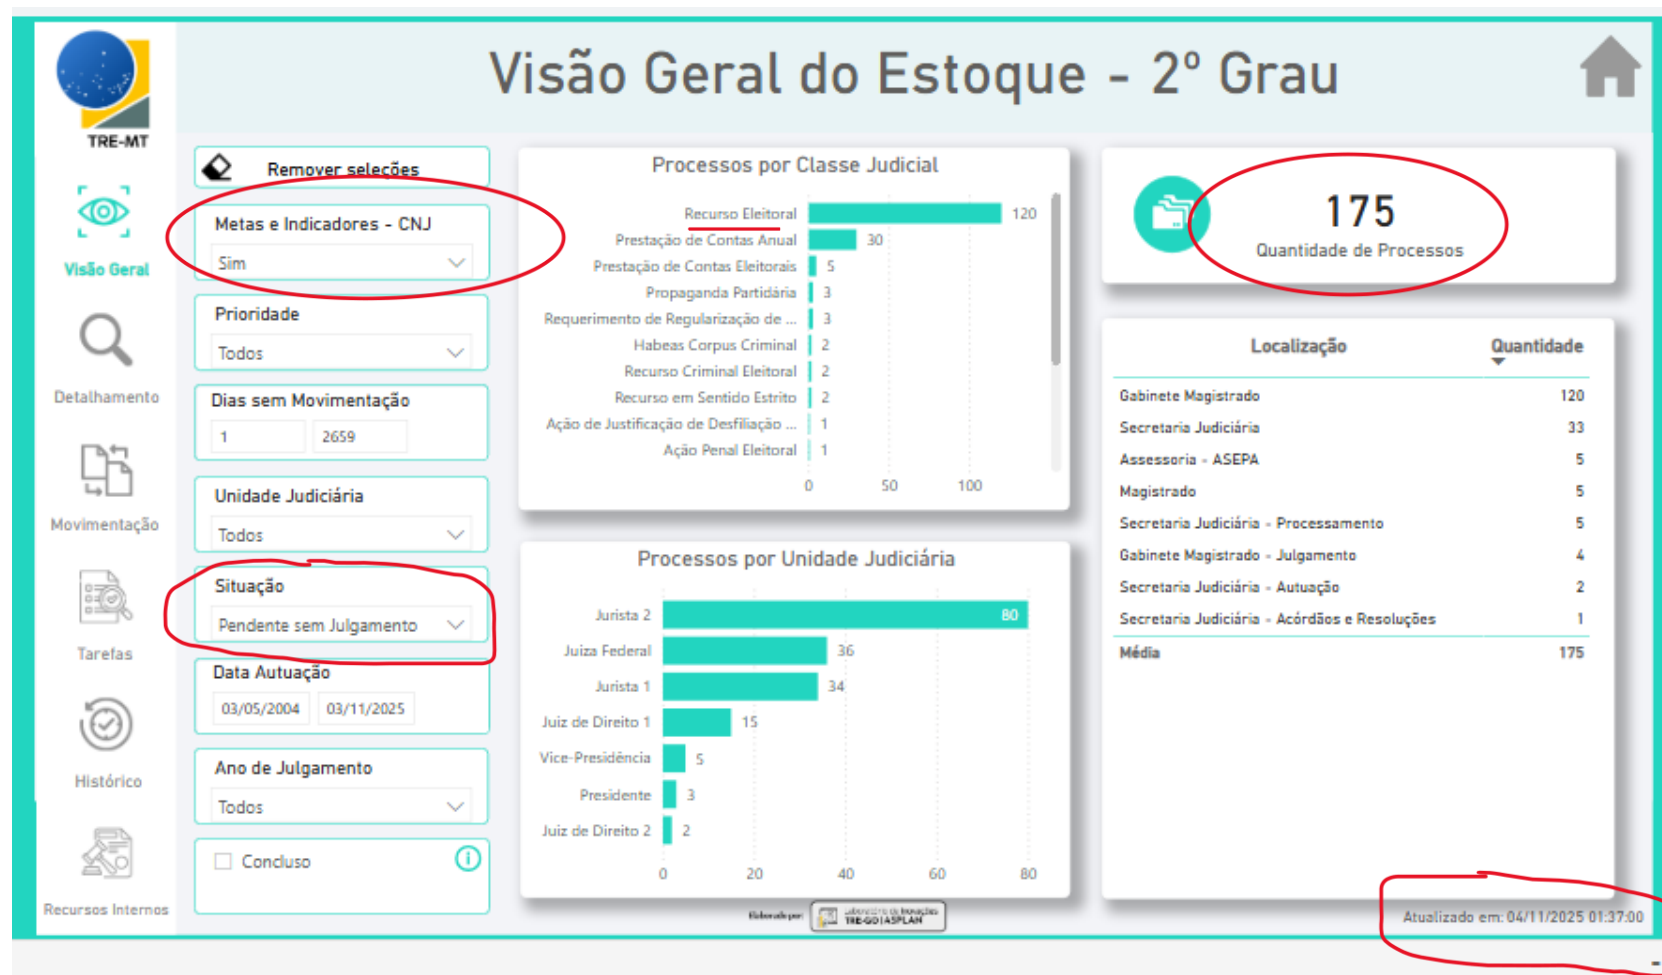 Visão Geral do Estoque - 2º Grau
TRE-MT
Visão Geral
Detalhamento
Movimentação
Tarefas
Histórico
Recursos Internos
Remover seleções
Metas e Indicadores - CNJ
Sim
Prioridade
Todos
Dias sem Movimentação
1 2659
Unidade Judiciária
Todos
Situação
Pendente sem Julgamento
Data Autuação
03/05/2004 03/11/2025
Ano de Julgamento
Todos
Concluso
Processos por Classe Judicial
Recurso Eleitoral 120
Prestação de Contas Anual 30
Prestação de Contas Eleitorais 5
Propaganda Partidária 3
Requerimento de Regularização de ... 3
Habeas Corpus Criminal 2
Recurso Criminal Eleitoral 2
Recurso em Sentido Estrito 2
Ação de Justificação de Desfiliação ... 1
Ação Penal Eleitoral 1
0 50 100
Processos por Unidade Judiciária
Jurista 2 80
Juiza Federal 36
Jurista 1 34
Juiz de Direito 1 15
Vice-Presidência 5
Presidente 3
Juiz de Direito 2 2
0 20 40 60 80
Elaborado por:
Laboratório de Inovações
TRE-GO | ASPLAN
175
Quantidade de Processos
Localização Quantidade
Gabinete Magistrado 120
Secretaria Judiciária 33
Assessoria - ASEPA 5
Magistrado 5
Secretaria Judiciária - Processamento 5
Gabinete Magistrado - Julgamento 4
Secretaria Judiciária - Autuação 2
Secretaria Judiciária - Acórdãos e Resoluções 1
Média 175
Atualizado em: 04/11/2025 01:37:00